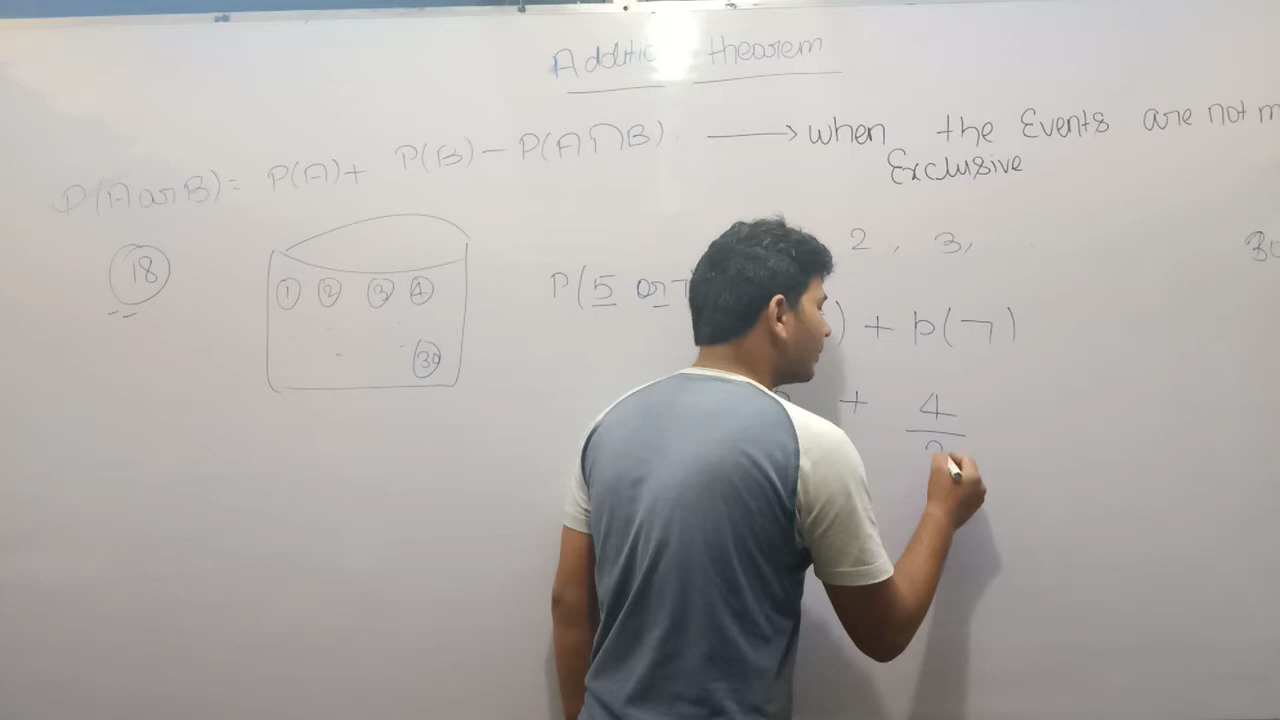 theorem
P(A or B) = P(A) + P(B) - P(A∩B) → when the Events are not
Exclusive
18
1 2 3 4
30
2, 3,
P(5 or 7
) + p(7)
+ 4